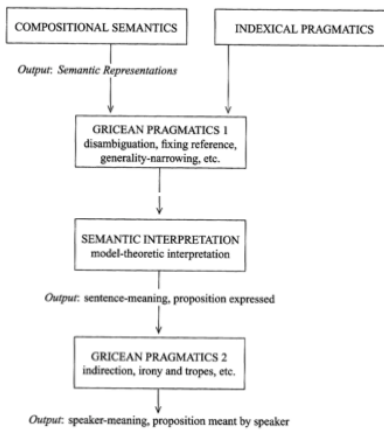 COMPOSITIONAL SEMANTICS
INDEXICAL PRAGMATICS
Output: Semantic Representations
GRICEAN PRAGMATICS 1
disambiguation, fixing reference,
generality-narrowing, etc.
SEMANTIC INTERPRETATION
model-theoretic interpretation
Output: sentence-meaning, proposition expressed
GRICEAN PRAGMATICS 2
indirection, irony and tropes, etc.
Output: speaker-meaning, proposition meant by speaker